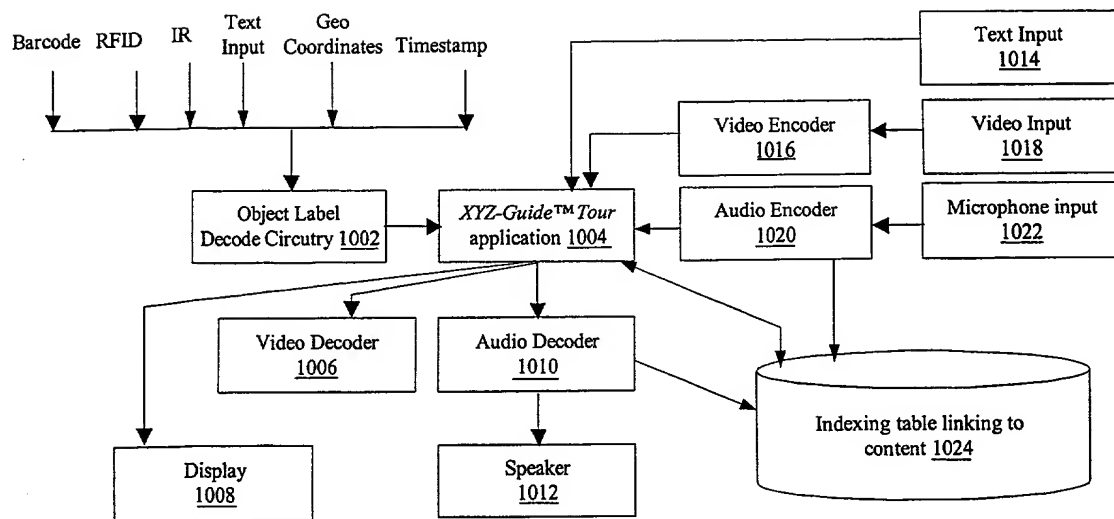 Barcode
RFID
IR
Text
Input
Geo
Coordinates
Timestamp
Text Input
1014
Video Encoder
1016
Video Input
1018
Object Label
Decode Circutry 1002
XYZ-Guide™ Tour
application 1004
Audio Encoder
1020
Microphone input
1022
Video Decoder
1006
Audio Decoder
1010
Indexing table linking to
content 1024
Display
1008
Speaker
1012